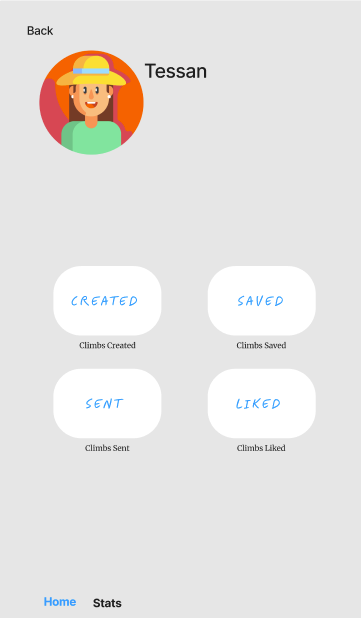 Back
Tessan
CREATED SAVED
Climbs Created Climbs Saved
SENT LIKED
Climbs Sent Climbs Liked
Home Stats